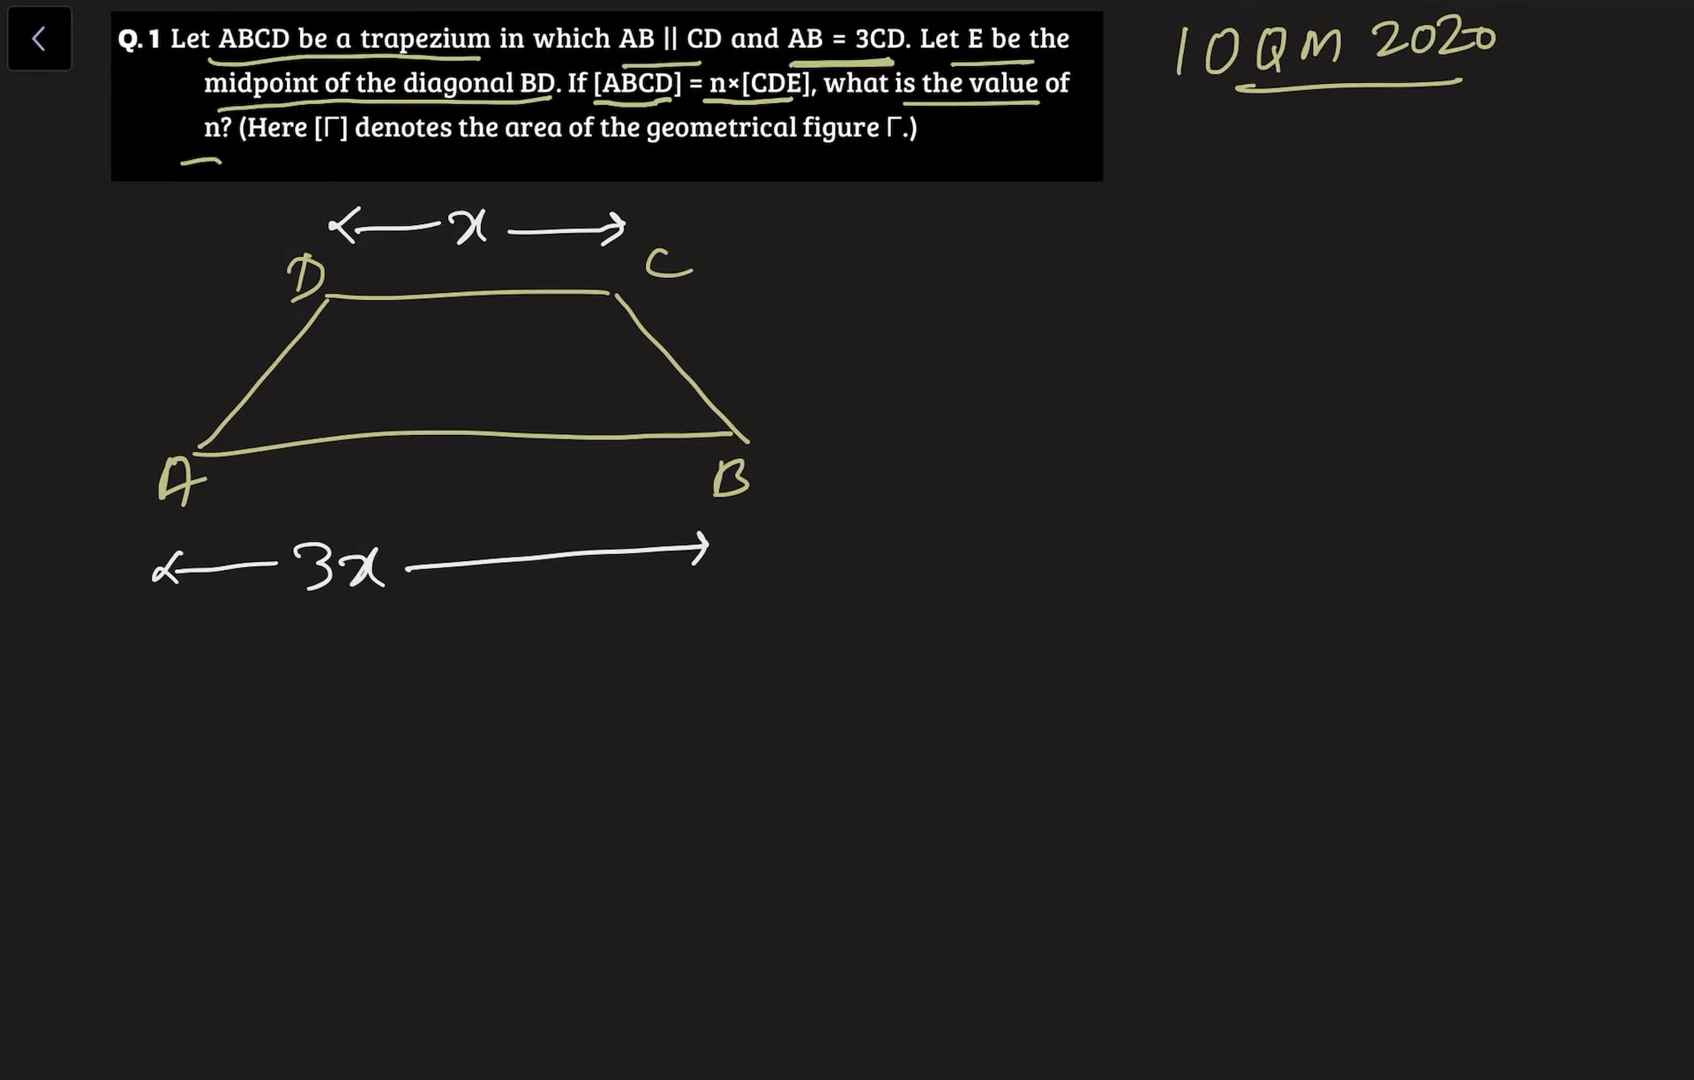 Q. 1 Let ABCD be a trapezium in which AB || CD and AB = 3CD. Let E be the
midpoint of the diagonal BD. If [ABCD] = n×[CDE], what is the value of
n? (Here [Γ] denotes the area of the geometrical figure Γ.)
IOQM 2020
x
D
C
A
B
3x